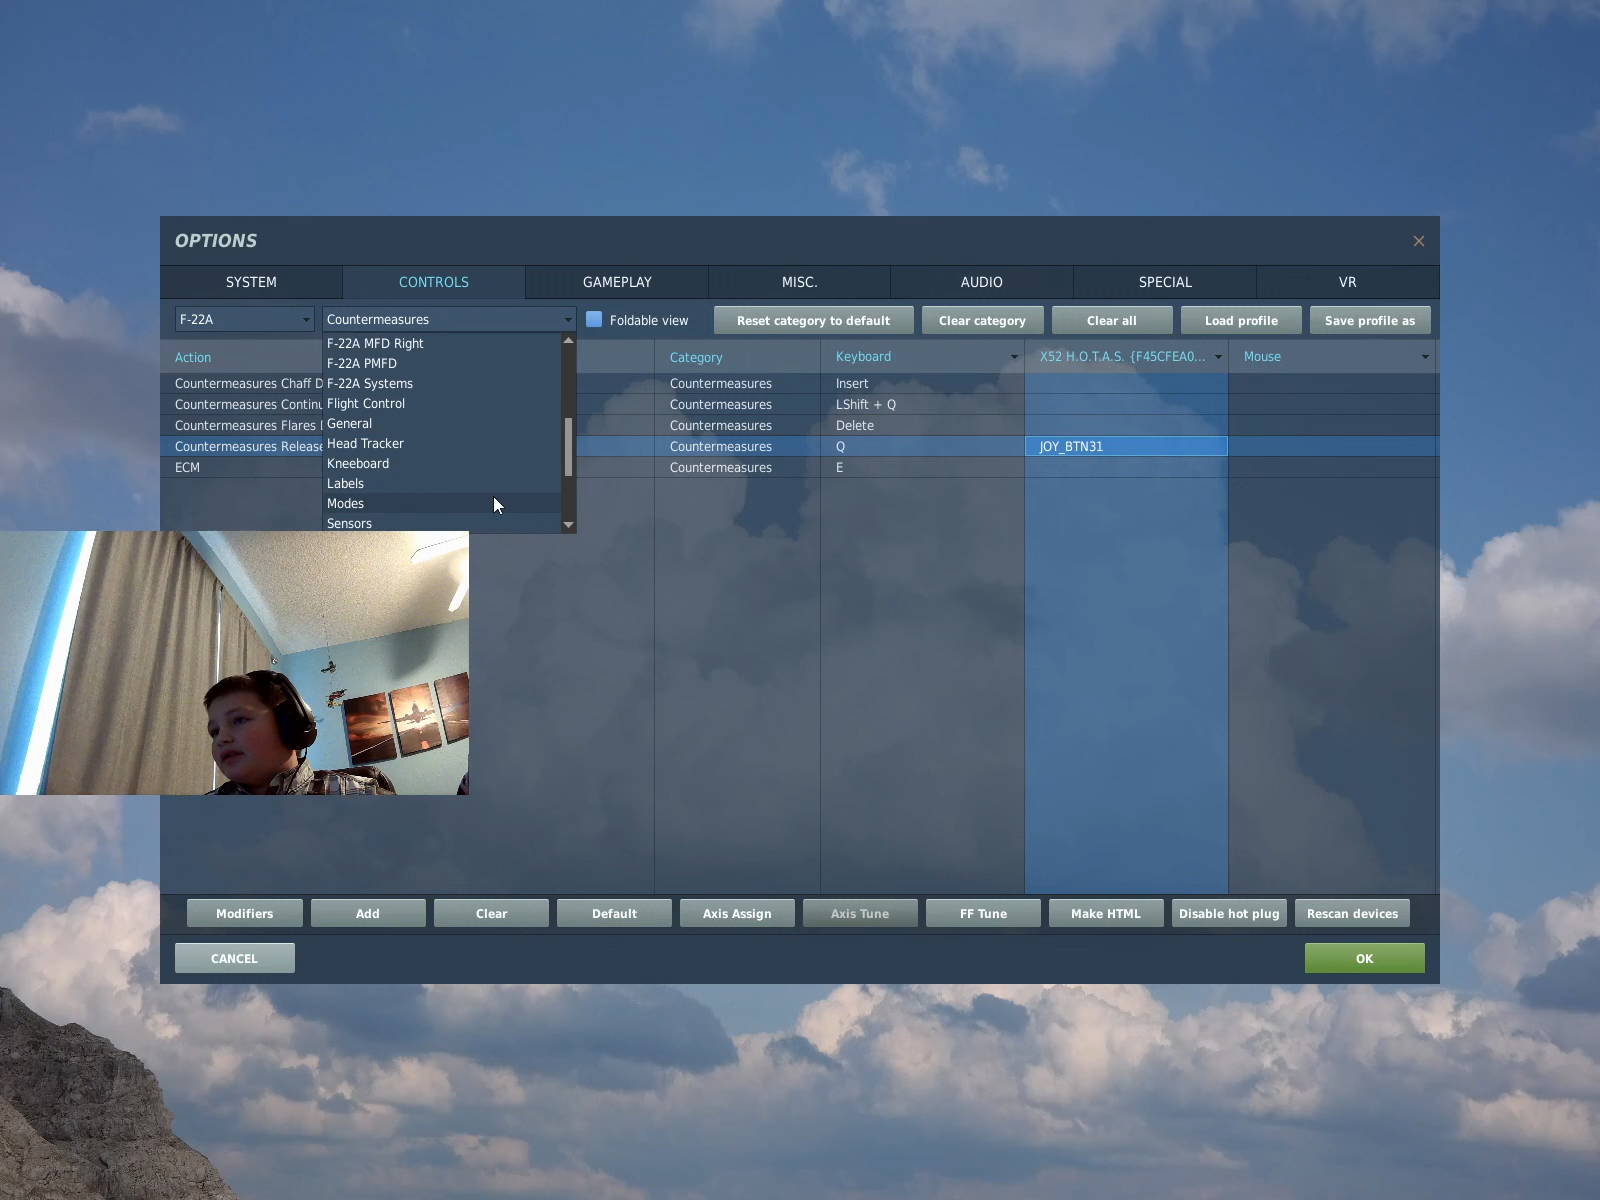 OPTIONS ×
SYSTEM CONTROLS GAMEPLAY MISC. AUDIO SPECIAL VR
F-22A Countermeasures Foldable view Reset category to default Clear category Clear all Load profile Save profile as
Action Category Keyboard X52 H.O.T.A.S. {F45CFEA0... Mouse
F-22A MFD Right
F-22A PMFD
F-22A Systems
Flight Control
General
Head Tracker
Kneeboard
Labels
Modes
Sensors
Countermeasures Chaff D Countermeasures Insert
Countermeasures Continu Countermeasures LShift + Q
Countermeasures Flares Countermeasures Delete
Countermeasures Release Countermeasures Q JOY_BTN31
ECM Countermeasures E
Modifiers Add Clear Default Axis Assign Axis Tune FF Tune Make HTML Disable hot plug Rescan devices
CANCEL OK